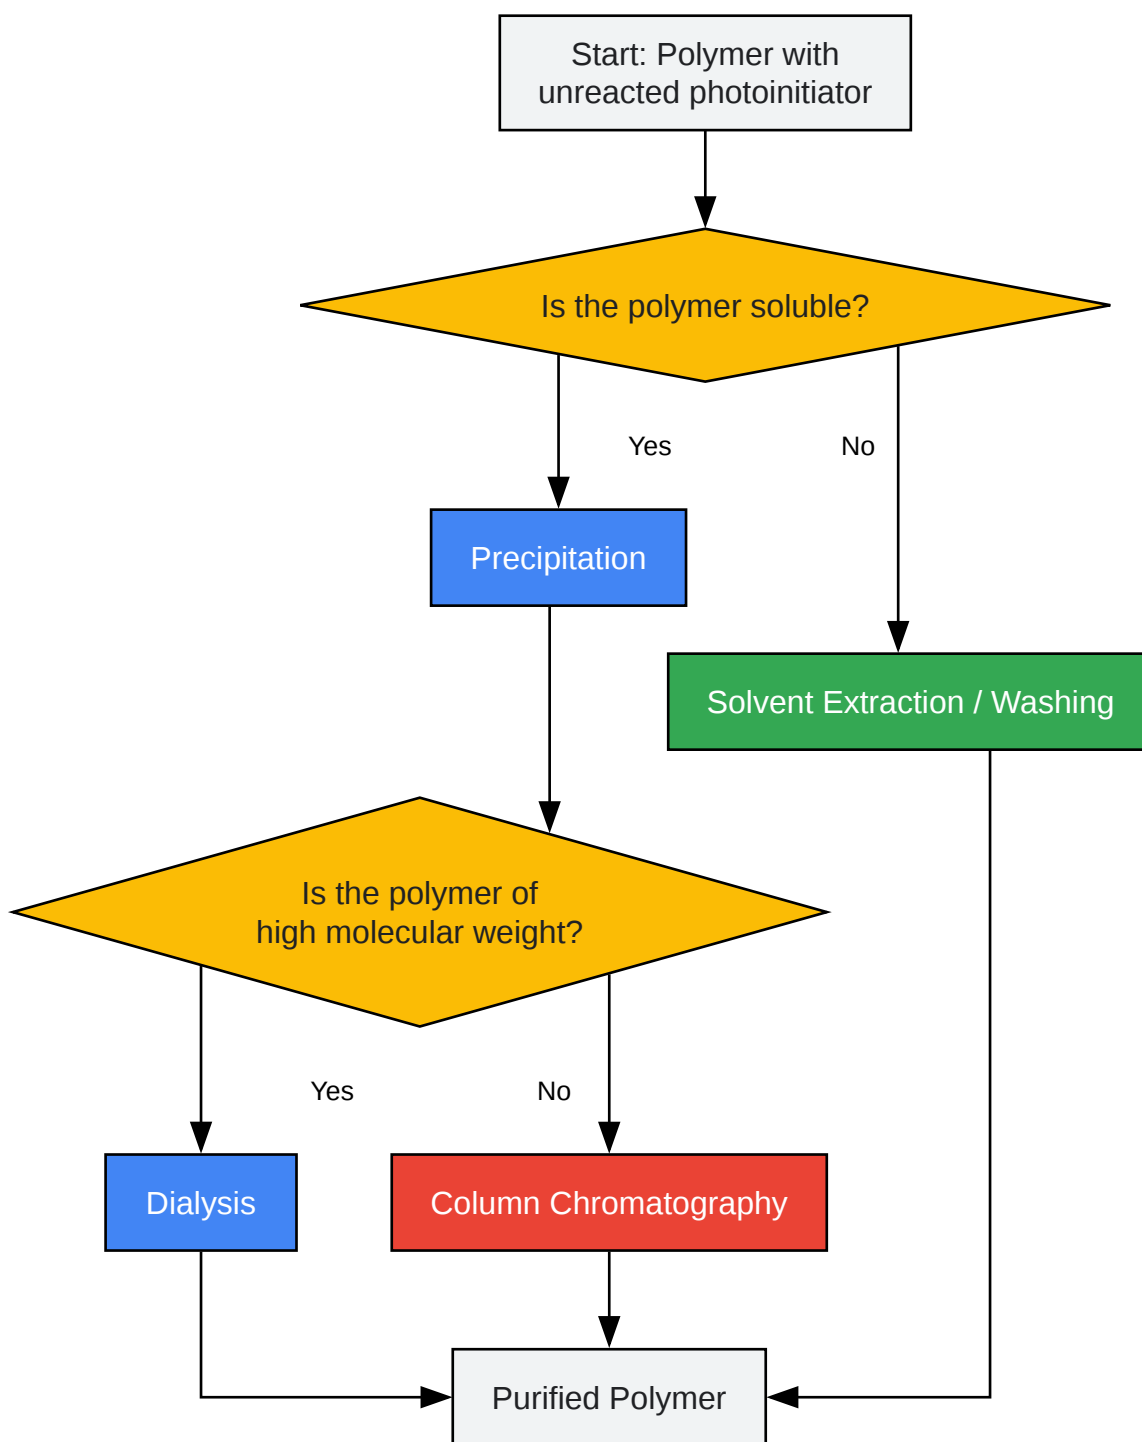 Start: Polymer with
unreacted photoinitiator
Is the polymer soluble?
Yes
No
Precipitation
Solvent Extraction / Washing
Is the polymer of
high molecular weight?
Yes
No
Dialysis
Column Chromatography
Purified Polymer